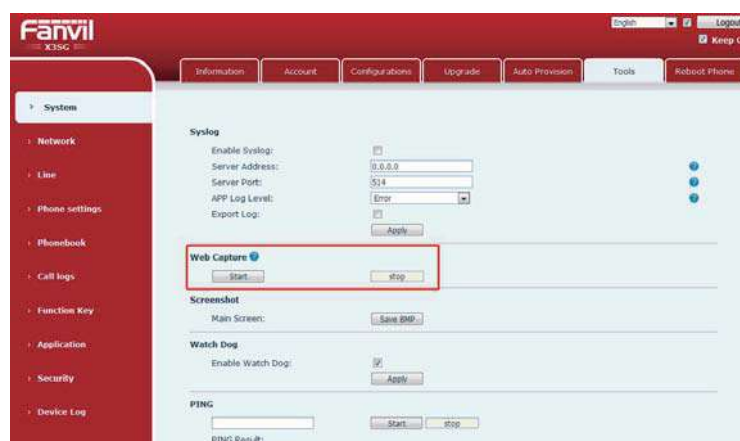 Fanvil
X3SG
English
Logout
Keep O
Information Account Configurations Upgrade Auto Provision Tools Reboot Phone
System
Network
Line
Phone settings
Phonebook
Call logs
Function Key
Application
Security
Device Log
Syslog
Enable Syslog:
Server Address: 0.0.0.0
Server Port: 514
APP Log Level: Error
Export Log:
Apply
Web Capture
Start stop
Screenshot
Main Screen: Save BMP
Watch Dog
Enable Watch Dog:
Apply
PING
Start stop
PING Result: